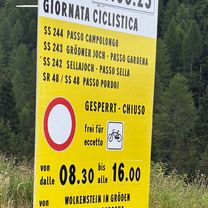 GIORNATA CICLISTICA
SS 244 PASSO CAMPOLONGO
SS 243 GRÖDNER JOCH - PASSO GARDENA
SS 242 SELLAJOCH - PASSO SELLA
SR 48 / SS 48 PASSO PORDOI
GESPERRT - CHIUSO
frei für
eccetto
von bis
dalle 08.30 alle 16.00
von WOLKENSTEIN IN GRÖDEN